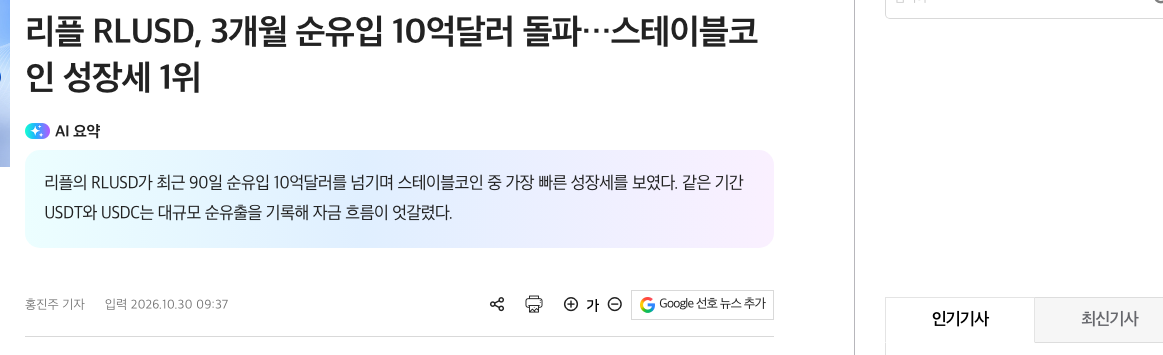 리플 RLUSD, 3개월 순유입 10억달러 돌파…스테이블코
인 성장세 1위
AI 요약
리플의 RLUSD가 최근 90일 순유입 10억달러를 넘기며 스테이블코인 중 가장 빠른 성장세를 보였다. 같은 기간
USDT와 USDC는 대규모 순유출을 기록해 자금 흐름이 엇갈렸다.
홍진주 기자 입력 2026.10.30 09:37
가
Google 선호 뉴스 추가
인기기사 최신기사